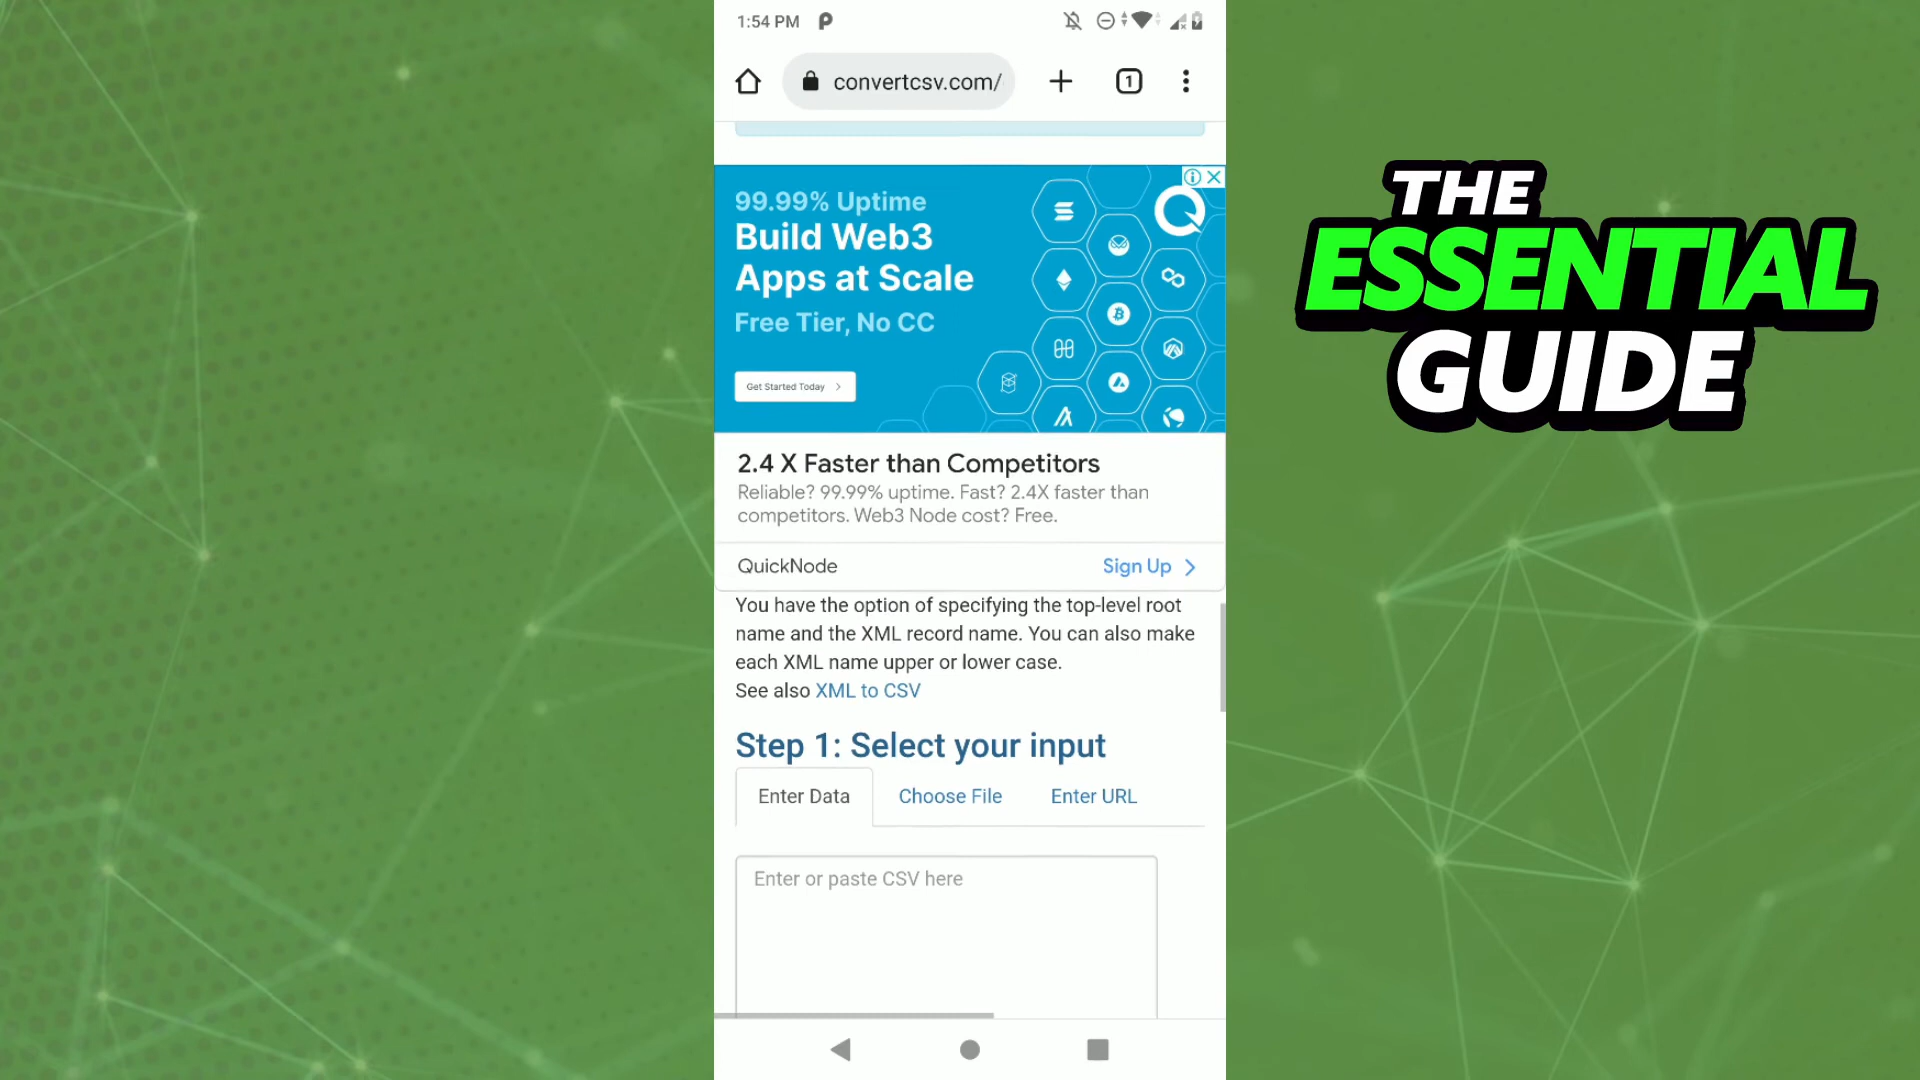 1:54 PM
convertcsv.com/
1
99.99% Uptime
Build Web3
Apps at Scale
Free Tier, No CC
Get Started Today
2.4 X Faster than Competitors
Reliable? 99.99% uptime. Fast? 2.4X faster than
competitors. Web3 Node cost? Free.
QuickNode
Sign Up
You have the option of specifying the top-level root
name and the XML record name. You can also make
each XML name upper or lower case.
See also XML to CSV
Step 1: Select your input
Enter Data
Choose File
Enter URL
Enter or paste CSV here
THE
ESSENTIAL
GUIDE